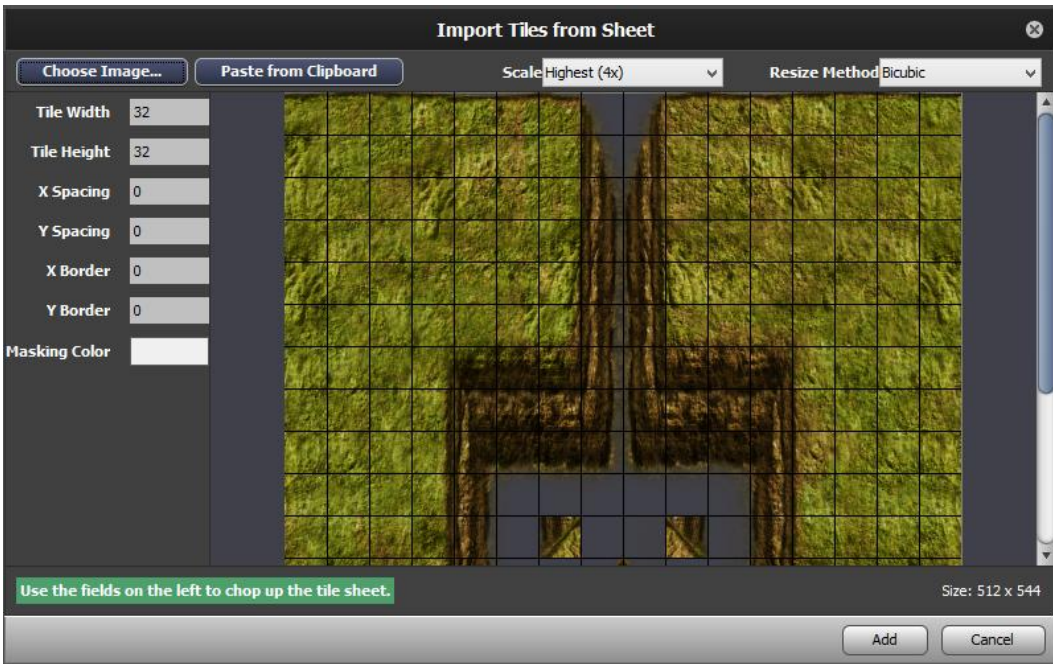 Import Tiles from Sheet
Choose Image... Paste from Clipboard Scale Highest (4x) Resize Method Bicubic
Tile Width 32
Tile Height 32
X Spacing 0
Y Spacing 0
X Border 0
Y Border 0
Masking Color
Use the fields on the left to chop up the tile sheet. Size: 512 x 544
Add Cancel